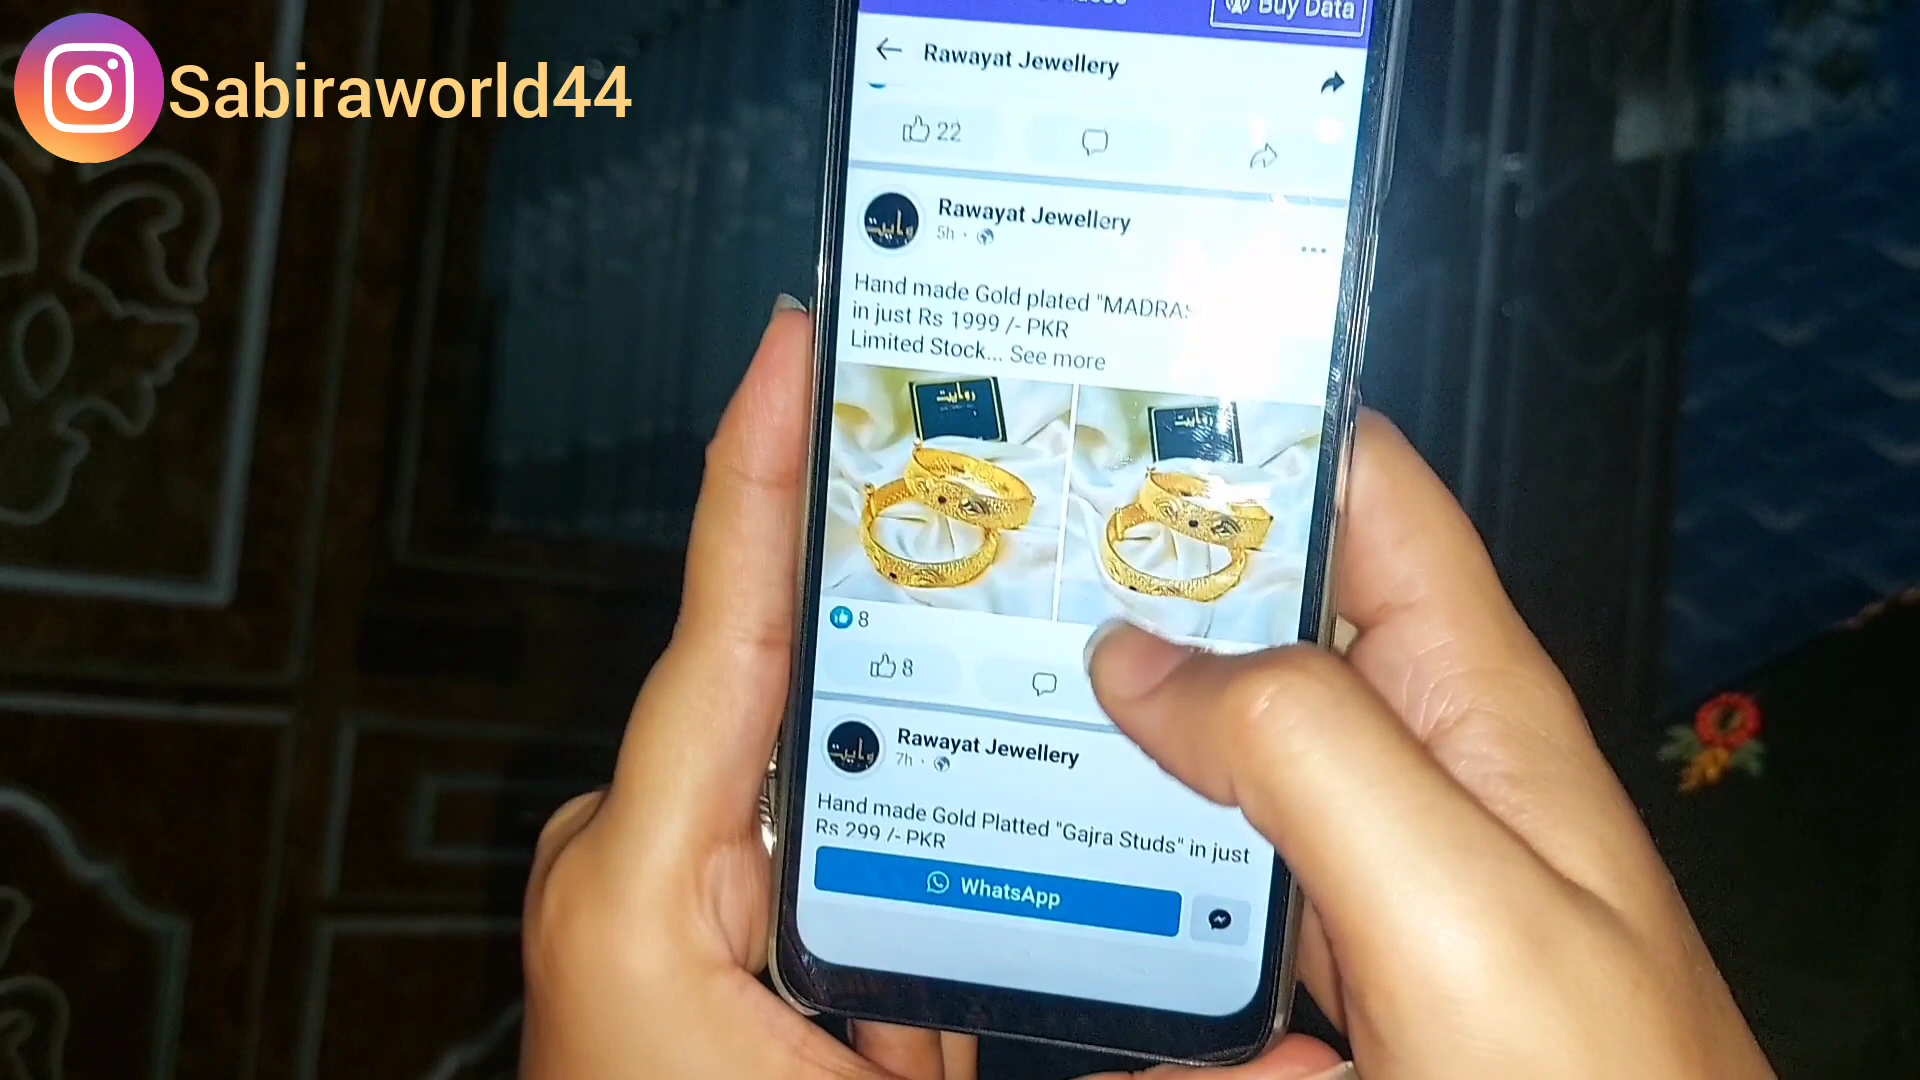 Sabiraworld44
Buy Data
Rawayat Jewellery
22
Rawayat Jewellery
5h
Hand made Gold plated "MADRAS
in just Rs 1999 /- PKR
Limited Stock... See more
روایت
روایت
8
8
Rawayat Jewellery
7h
Hand made Gold Platted "Gajra Studs" in just
Rs 299 /- PKR
WhatsApp